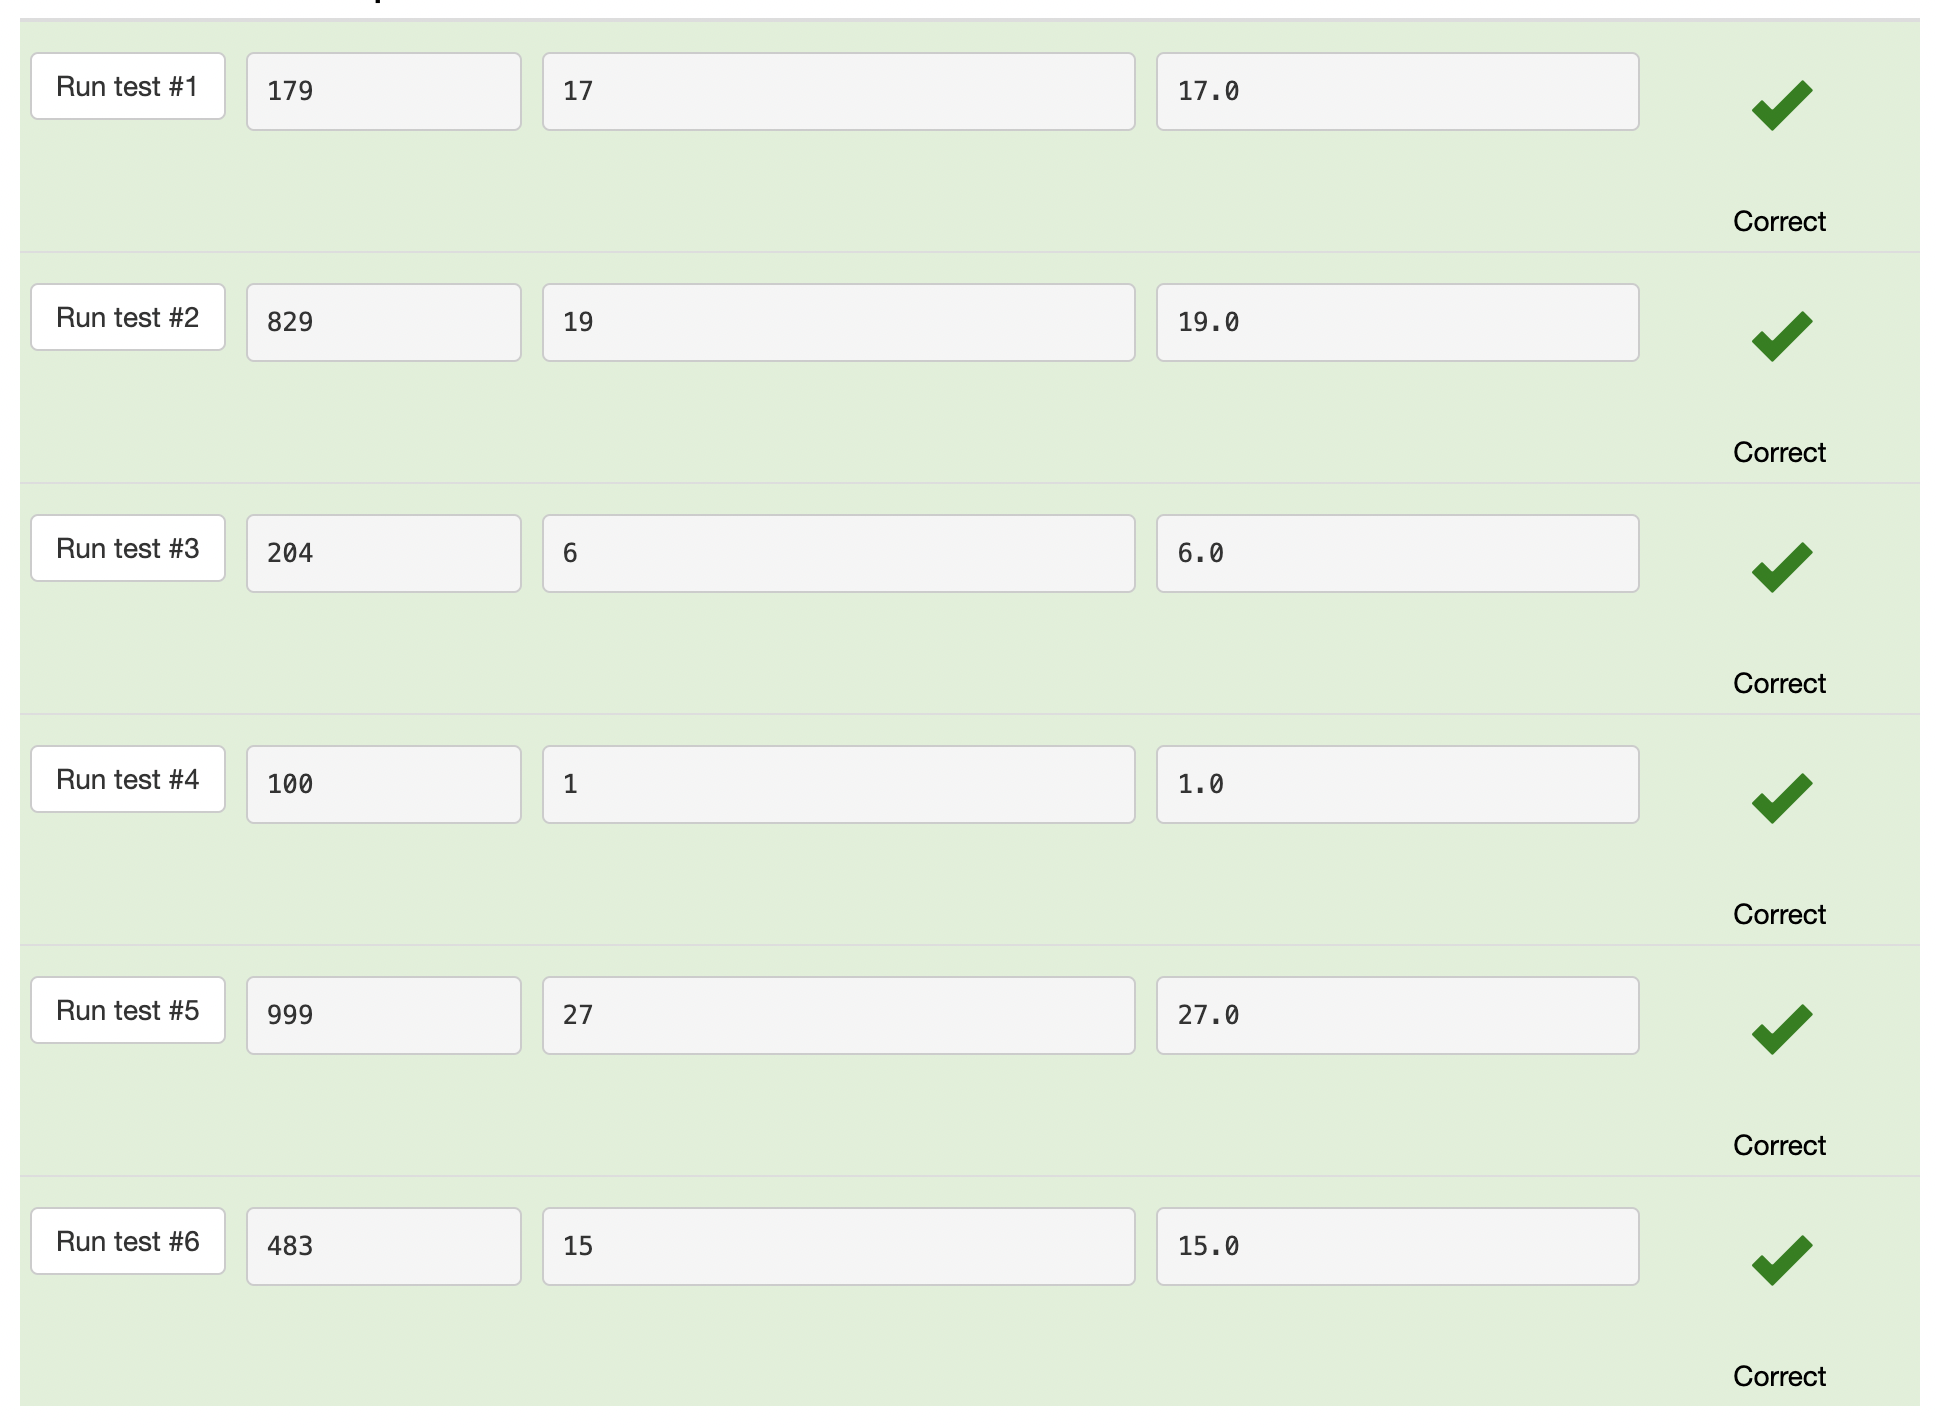 Run test #1 179 17 17.0
Correct
Run test #2 829 19 19.0
Correct
Run test #3 204 6 6.0
Correct
Run test #4 100 1 1.0
Correct
Run test #5 999 27 27.0
Correct
Run test #6 483 15 15.0
Correct